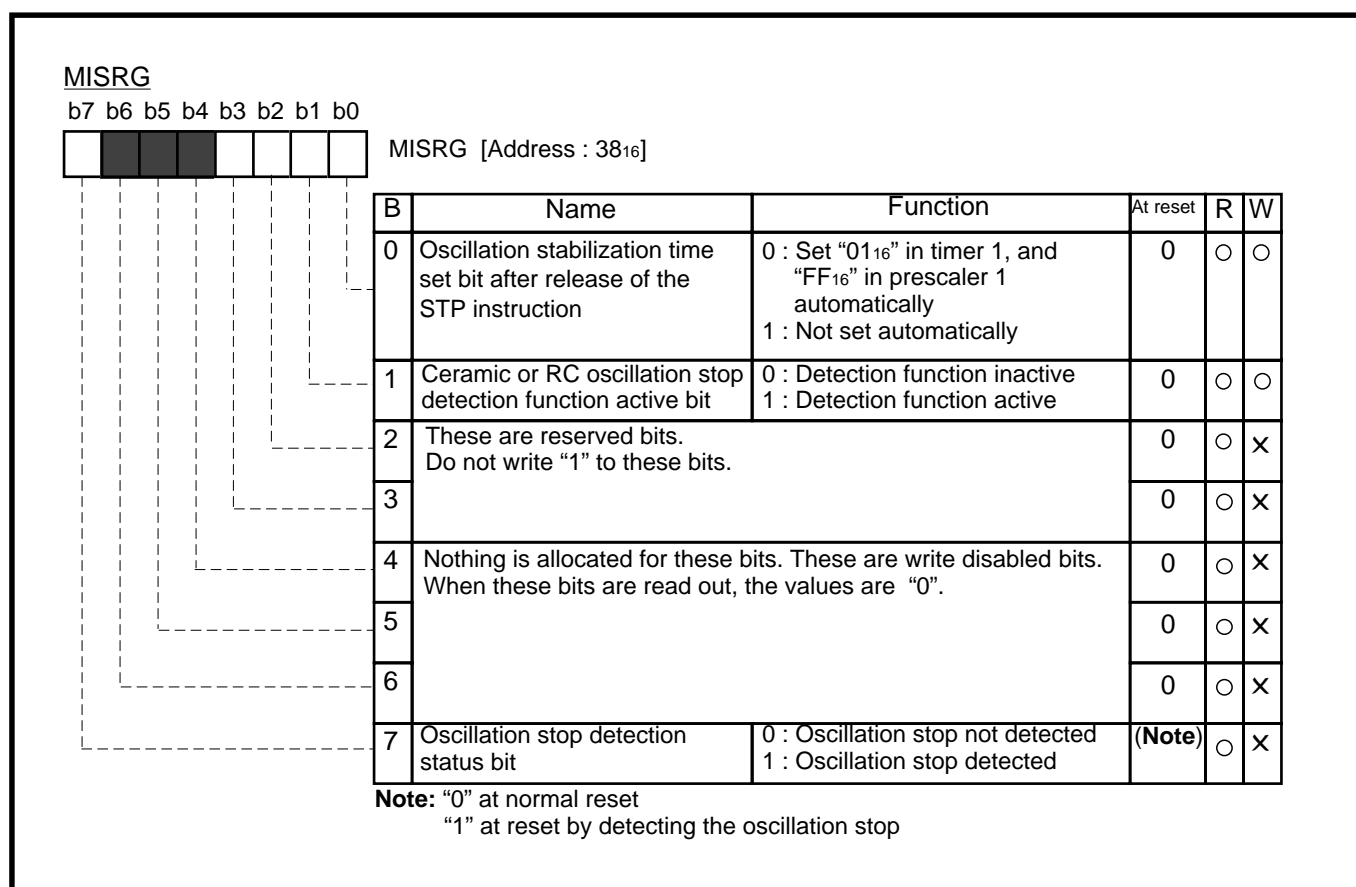 MISRG
b7 b6 b5 b4 b3 b2 b1 b0
MISRG [Address : 3816]
B Name Function At reset R W
0 Oscillation stabilization time set bit after release of the STP instruction 0 : Set “0116” in timer 1, and “FF16” in prescaler 1 automatically 1 : Not set automatically 0 ○ ○
1 Ceramic or RC oscillation stop detection function active bit 0 : Detection function inactive 1 : Detection function active 0 ○ ○
2 These are reserved bits. Do not write “1” to these bits. 0 ○ ×
3 0 ○ ×
4 Nothing is allocated for these bits. These are write disabled bits. When these bits are read out, the values are “0”. 0 ○ ×
5 0 ○ ×
6 0 ○ ×
7 Oscillation stop detection status bit 0 : Oscillation stop not detected 1 : Oscillation stop detected (Note) ○ ×
Note: “0” at normal reset
“1” at reset by detecting the oscillation stop